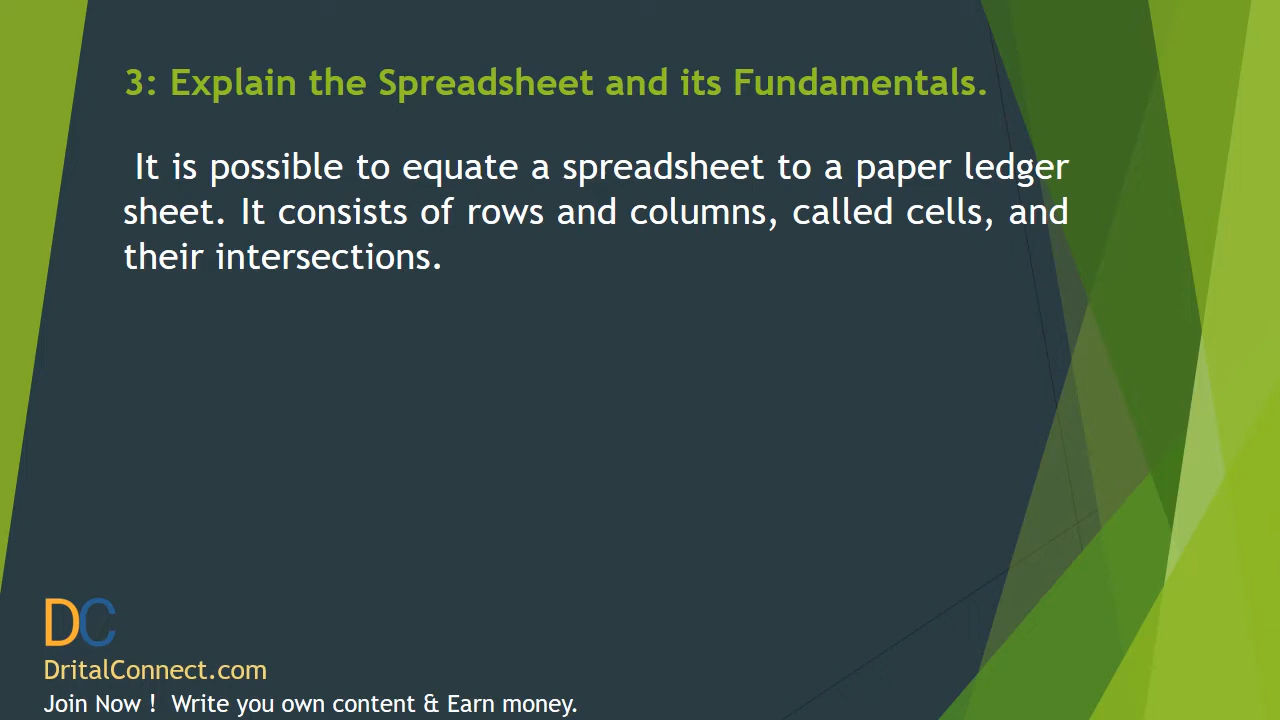 3: Explain the Spreadsheet and its Fundamentals.
It is possible to equate a spreadsheet to a paper ledger
sheet. It consists of rows and columns, called cells, and
their intersections.
DC
DritalConnect.com
Join Now ! Write you own content & Earn money.